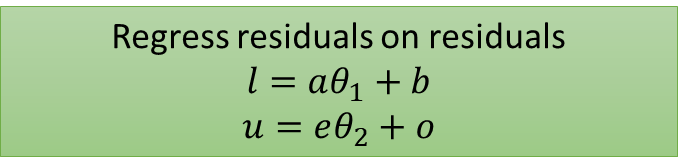 Regress residuals on residuals
l = aθ₁ + b
u = eθ₂ + o